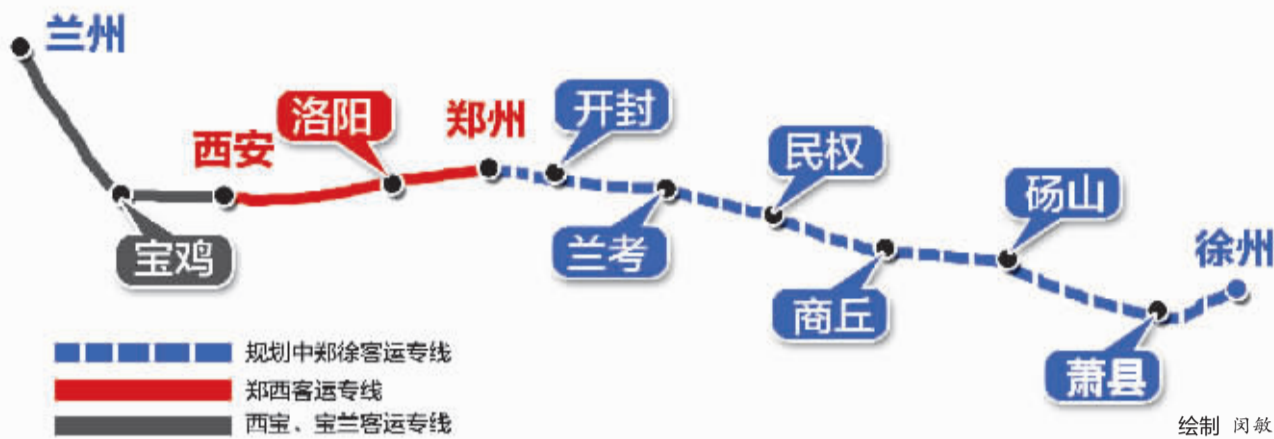 兰州
宝鸡
西安
洛阳
郑州
开封
兰考
民权
商丘
砀山
萧县
徐州
规划中郑徐客运专线
郑西客运专线
西宝、宝兰客运专线
绘制 闵敏